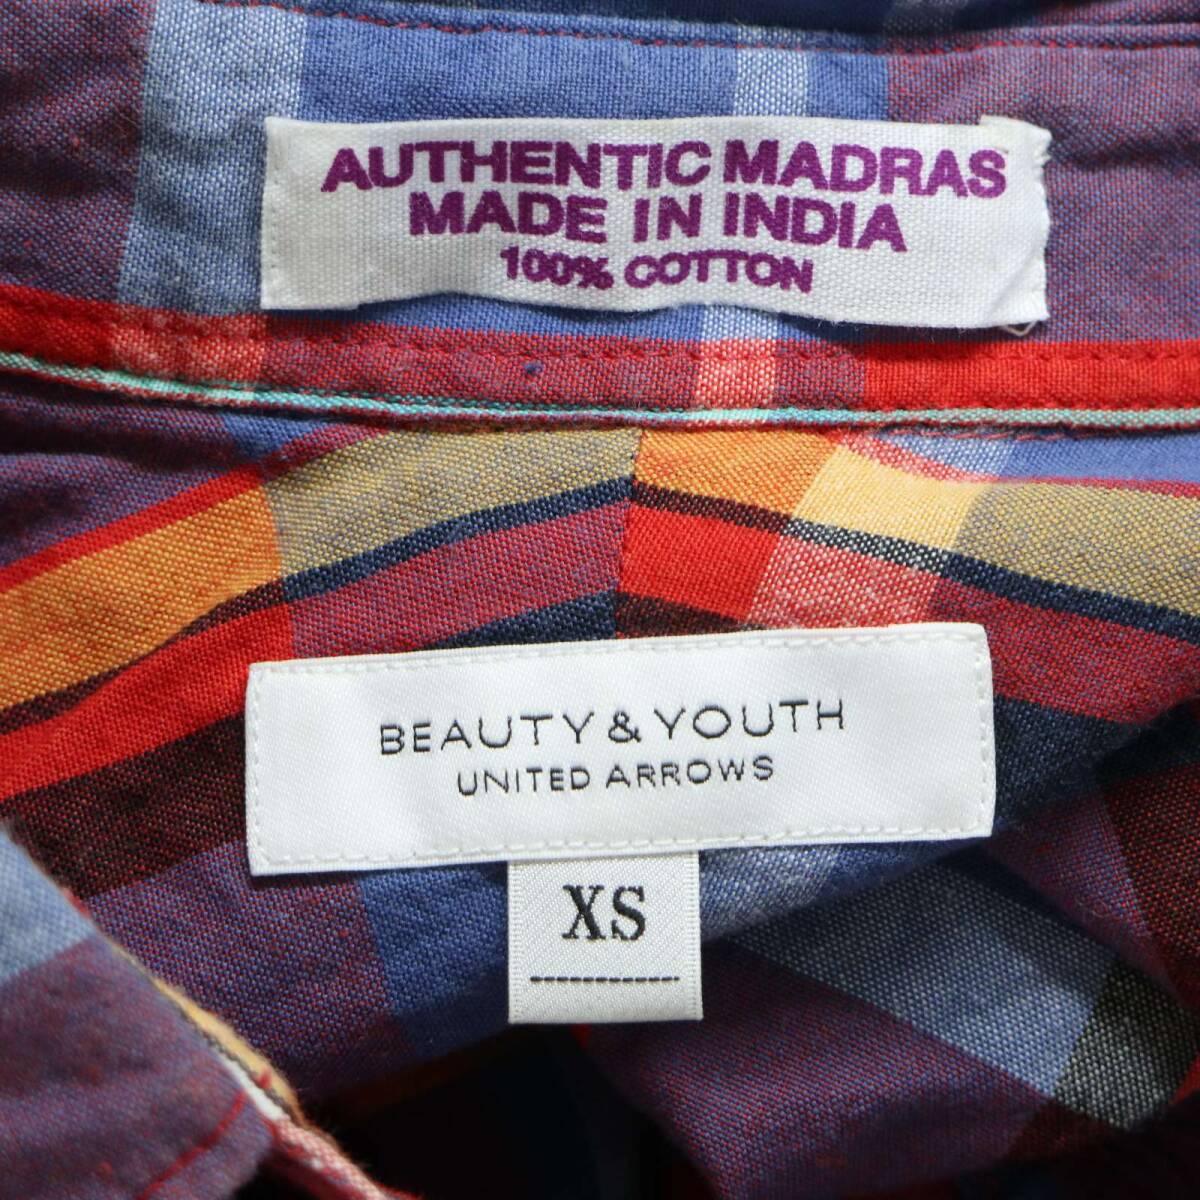 AUTHENTIC MADRAS
MADE IN INDIA
100% COTTON
BEAUTY & YOUTH
UNITED ARROWS
XS